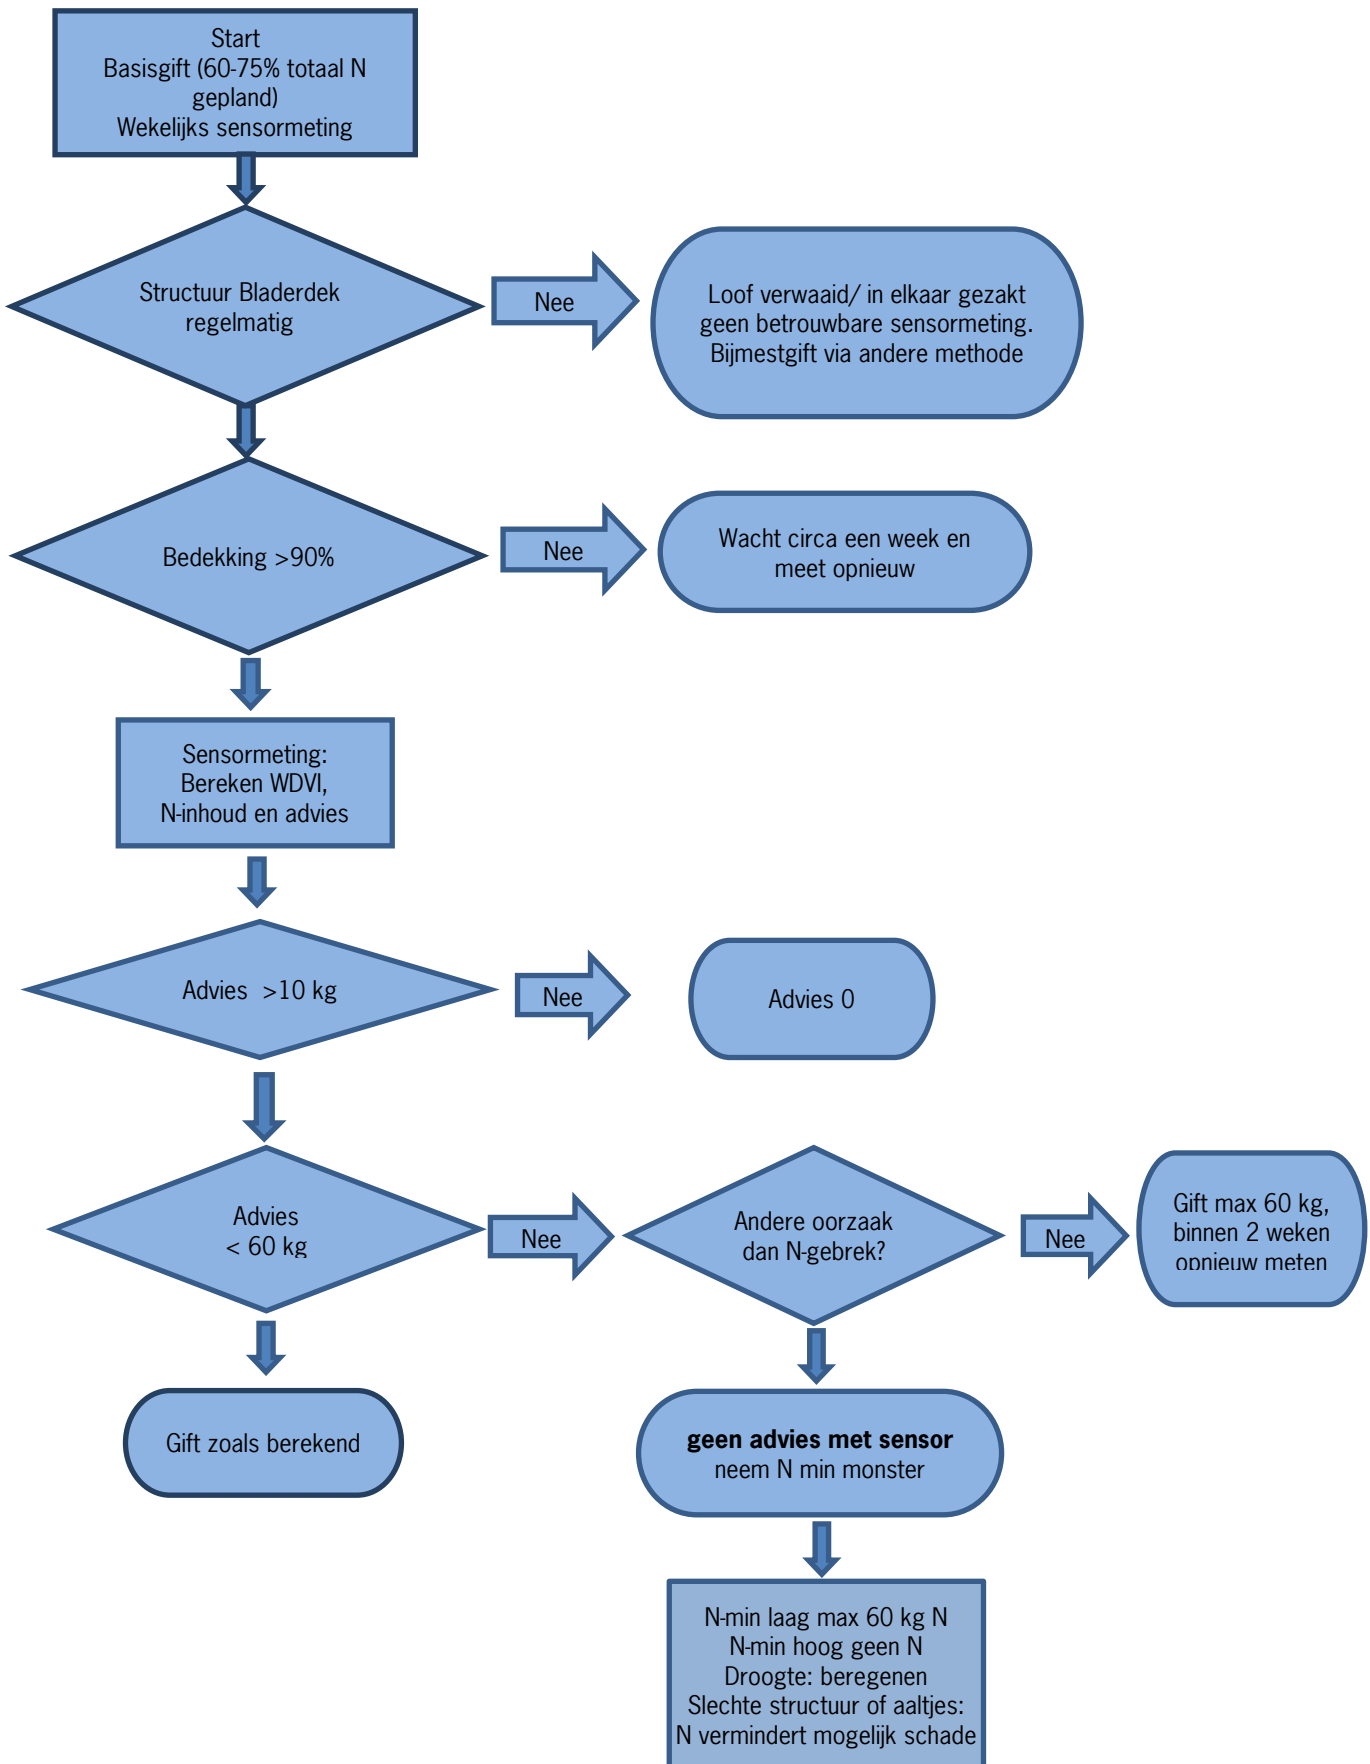 Start
Basisgift (60-75% totaal N
gepland)
Wekelijks sensormeting
Structuur Bladerdek
regelmatig
Nee
Loof verwaaid/ in elkaar gezakt
geen betrouwbare sensormeting.
Bijmestgift via andere methode
Bedekking >90%
Nee
Wacht circa een week en
meet opnieuw
Sensormeting:
Bereken WDVI,
N-inhoud en advies
Advies >10 kg
Nee
Advies 0
Advies
< 60 kg
Nee
Andere oorzaak
dan N-gebrek?
Nee
Gift max 60 kg,
binnen 2 weken
opnieuw meten
Gift zoals berekend
geen advies met sensor
neem N min monster
N-min laag max 60 kg N
N-min hoog geen N
Droogte: beregenen
Slechte structuur of aaltjes:
N vermindert mogelijk schade